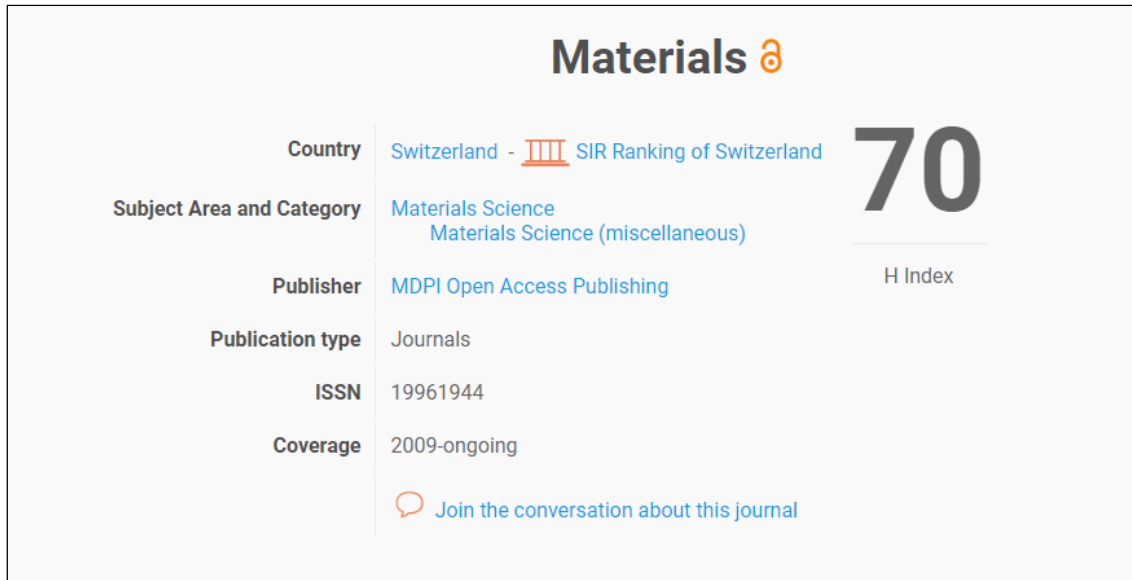 Materials
Country
Switzerland - SIR Ranking of Switzerland
Subject Area and Category
Materials Science
Materials Science (miscellaneous)
Publisher
MDPI Open Access Publishing
Publication type
Journals
ISSN
19961944
Coverage
2009-ongoing
Join the conversation about this journal
70
H Index